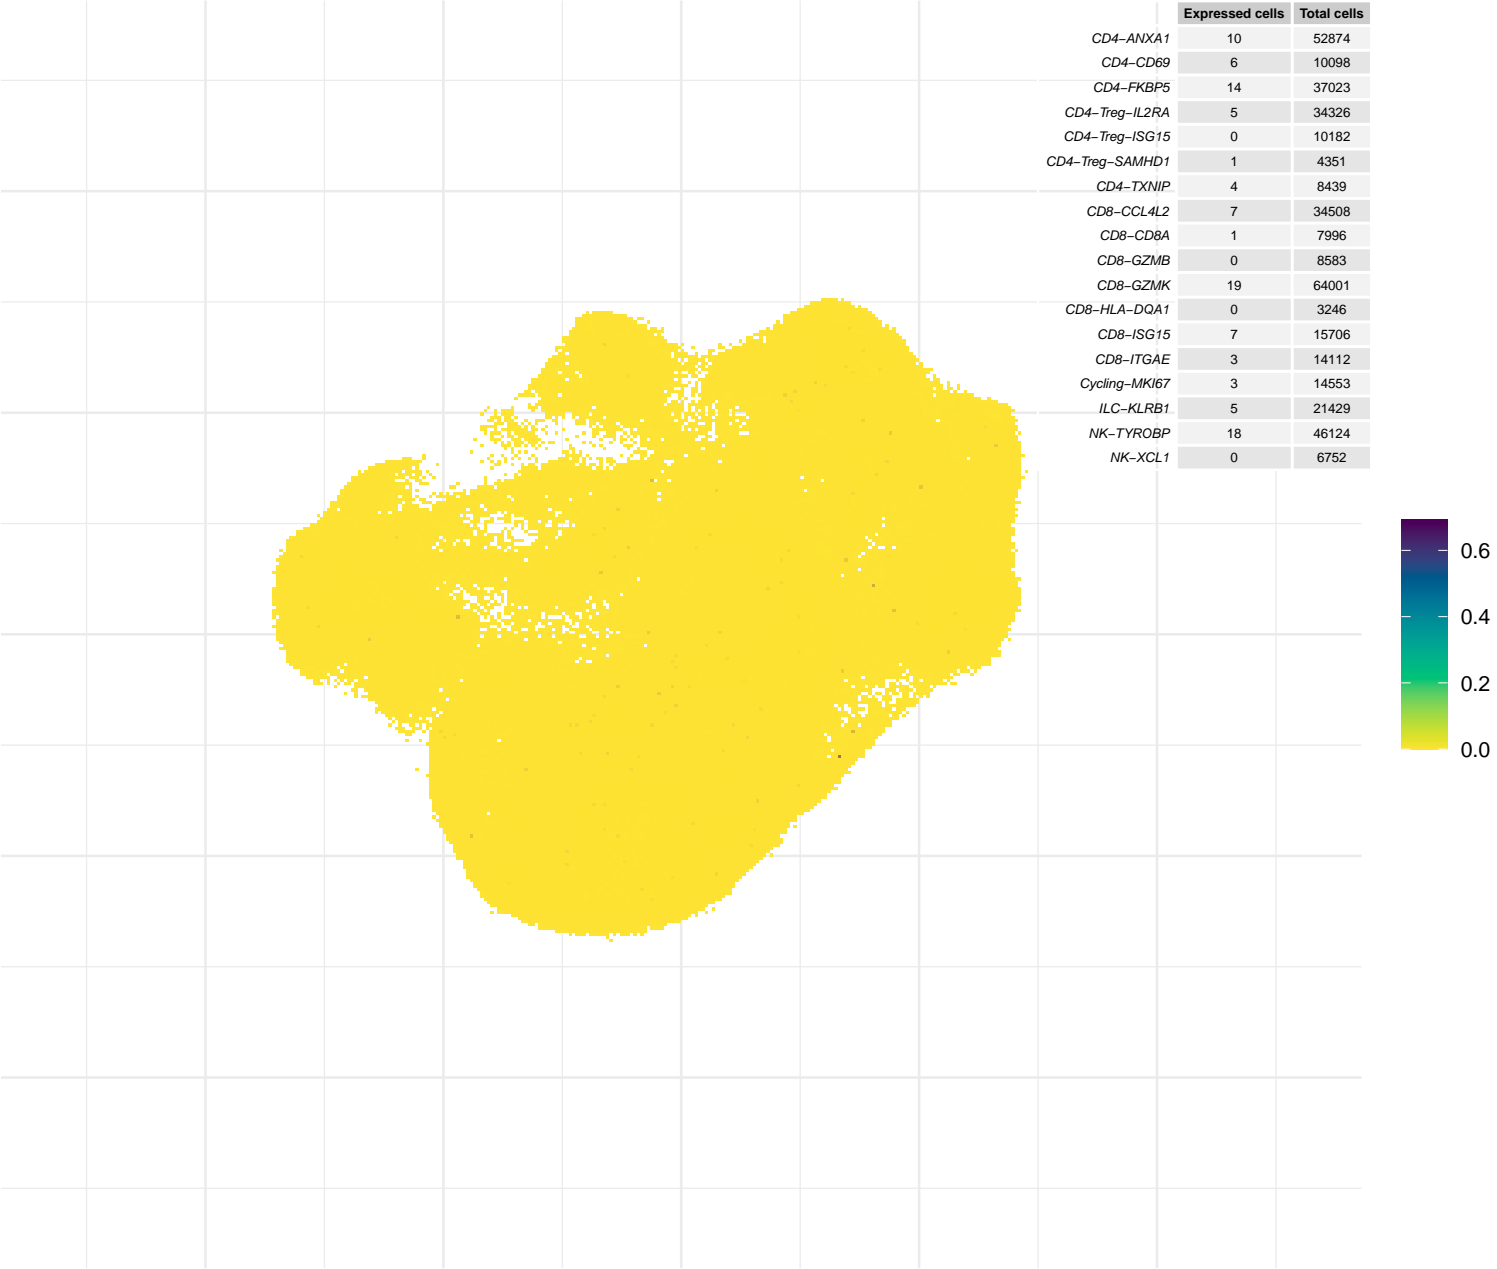 Expressed cells Total cells
CD4−ANXA1 10 52874
CD4−CD69 6 10098
CD4−FKBP5 14 37023
CD4−Treg−IL2RA 5 34326
CD4−Treg−ISG15 0 10182
CD4−Treg−SAMHD1 1 4351
CD4−TXNIP 4 8439
CD8−CCL4L2 7 34508
CD8−CD8A 1 7996
CD8−GZMB 0 8583
CD8−GZMK 19 64001
CD8−HLA−DQA1 0 3246
CD8−ISG15 7 15706
CD8−ITGAE 3 14112
Cycling−MKI67 3 14553
ILC−KLRB1 5 21429
NK−TYROBP 18 46124
NK−XCL1 0 6752
0.6
0.4
0.2
0.0